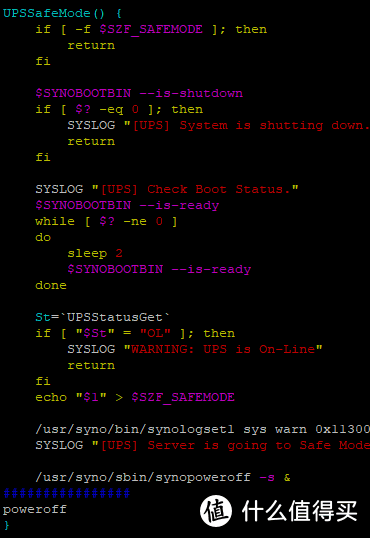 UPSSafeMode() {
    if [ -f $SZF_SAFEMODE ]; then
        return
    fi

    $SYNOBOOTBIN --is-shutdown
    if [ $? -eq 0 ]; then
        SYSLOG "[UPS] System is shutting down.
        return
    fi

    SYSLOG "[UPS] Check Boot Status."
    $SYNOBOOTBIN --is-ready
    while [ $? -ne 0 ]
    do
        sleep 2
        $SYNOBOOTBIN --is-ready
    done

    St=`UPSStatusGet`
    if [ "$St" = "OL" ]; then
        SYSLOG "WARNING: UPS is On-Line"
        return
    fi
    echo "$1" > $SZF_SAFEMODE

    /usr/syno/bin/synologset1 sys warn 0x11300
    SYSLOG "[UPS] Server is going to Safe Mode

    /usr/syno/sbin/synopoweroff -s &
################
poweroff
}
值 什么值得买